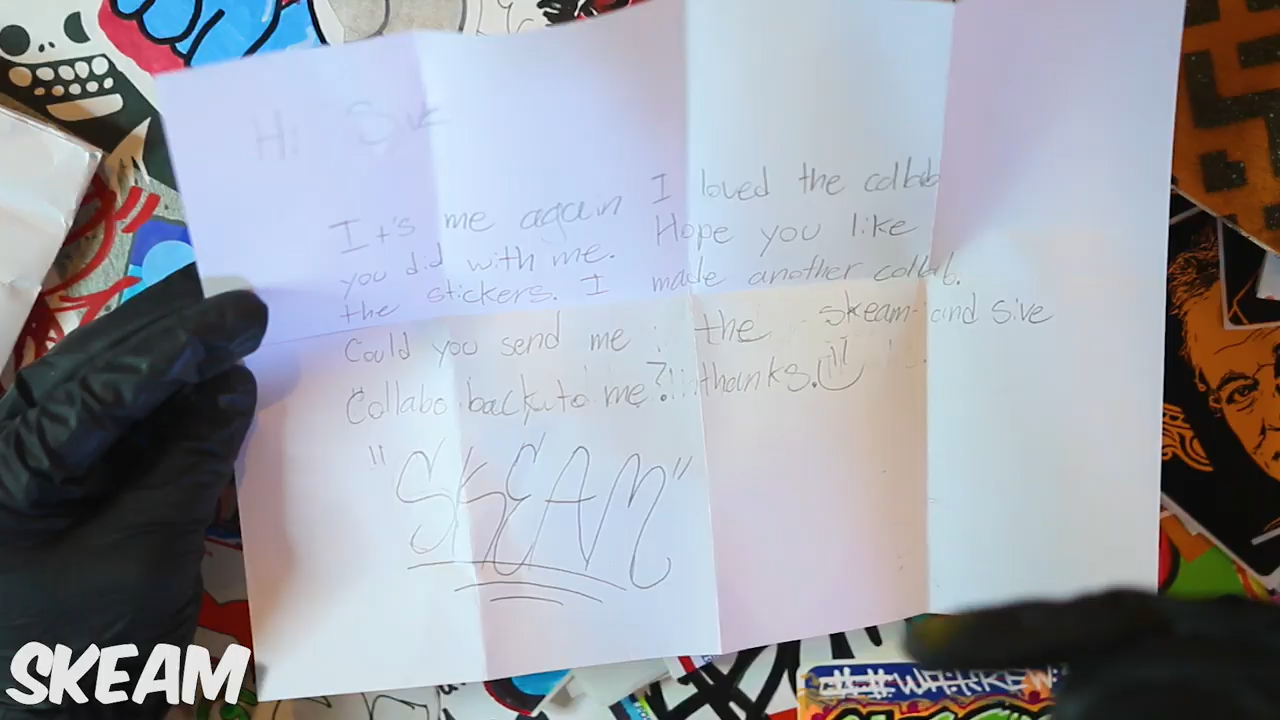 Hi Sive
It's me again I loved the collab
you did with me. Hope you like
the stickers. I made another collab.
Could you send me the skeam and sive
Collabo back to me? thanks.
"SKEAM"
SKEAM